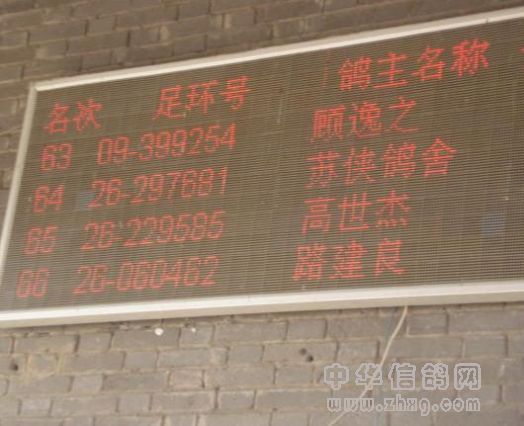 名次 足环号 鸽主名称
63 09-399254 顾逸之
64 26-297681 苏侠鸽舍
65 26-229585 高世杰
66 26-060462 路建良
中华信鸽网
www.zhxg.com